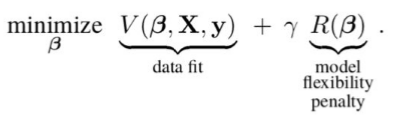 minimize V(β, X, y) + γ R(β) .
β
data fit model
flexibility
penalty